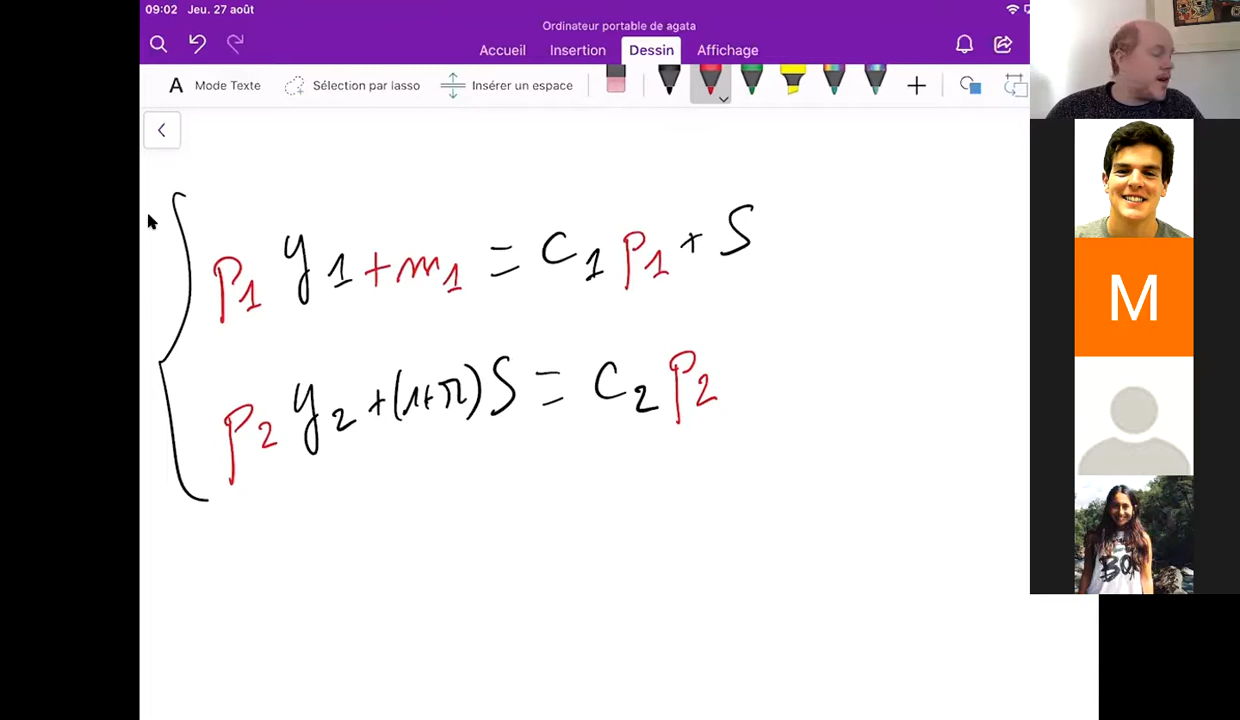 09:02 Jeu. 27 août
Ordinateur portable de agata
Accueil Insertion Dessin Affichage
A Mode Texte Sélection par lasso Insérer un espace
p1 y1 + m1 = c1 p1 + S
p2 y2 + (1+r) S = c2 p2
M
BO